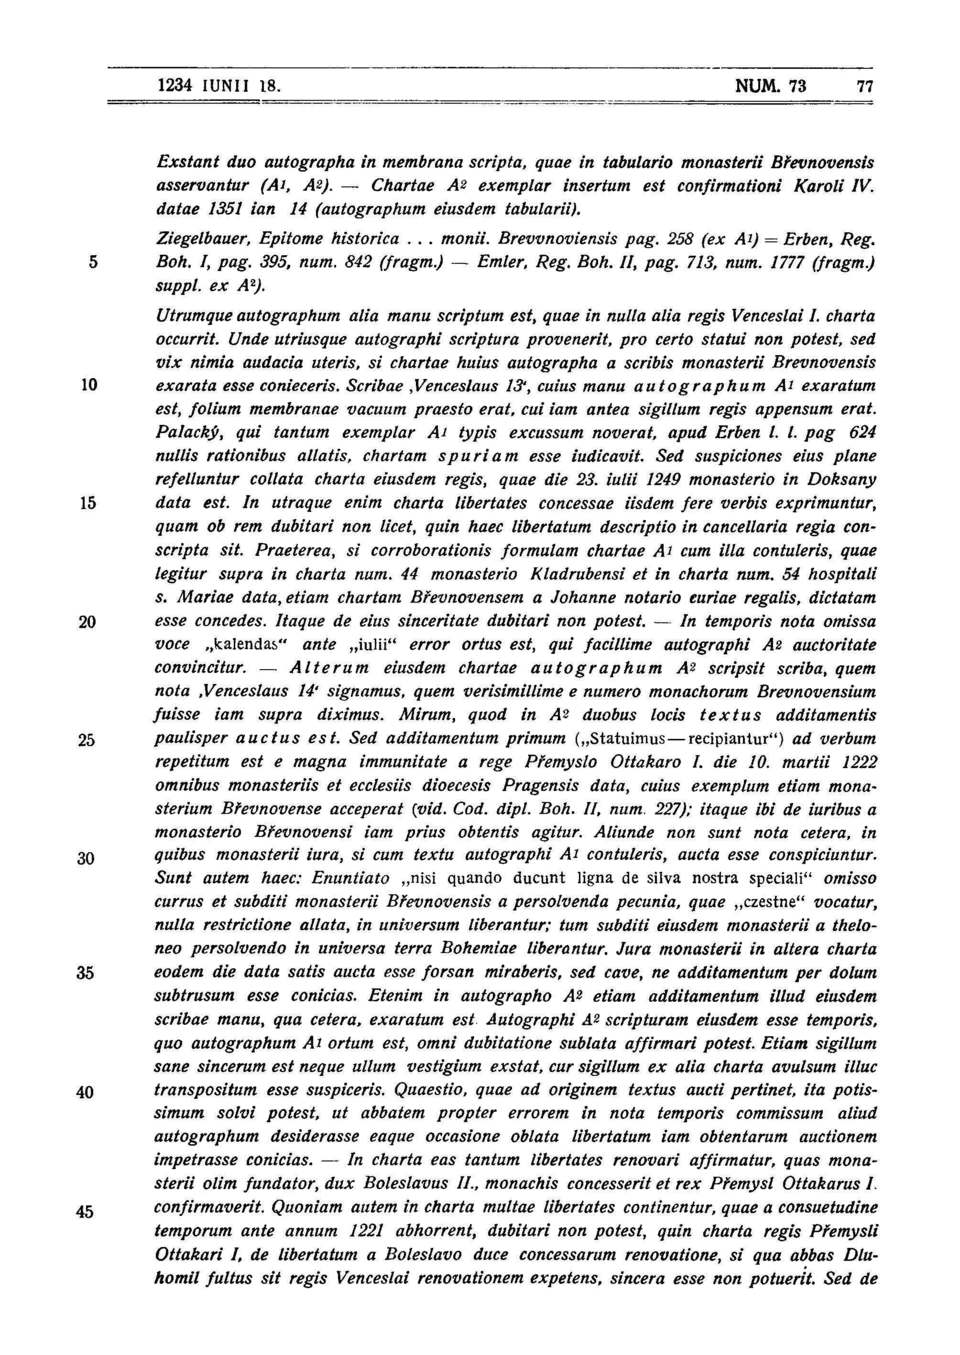 1234 IUNII 18. NUM. 73 77
Exstant duo autographa in membrana scripta, quae in tabulario monasterii Břevnovensis
asservantur (A1, A2). — Chartae A2 exemplar insertum est confirmationi Karoli IV.
datae 1351 ian 14 (autographum eiusdem tabularii).
Ziegelbauer, Epitome historica . . . monii. Brevvnoviensis pag. 258 (ex A1) = Erben, Reg.
5 Boh. I, pag. 395, num. 842 (fragm.) — Emler, Reg. Boh. II, pag. 713, num. 1777 (fragm.)
suppl. ex A2).
Utrumque autographum alia manu scriptum est, quae in nulla alia regis Venceslai I. charta
occurrit. Unde utriusque autographi scriptura provenerit, pro certo statui non potest, sed
vix nimia audacia uteris, si chartae huius autographa a scribis monasterii Brevnovensis
10 exarata esse conieceris. Scribae ‚Venceslaus 13‘, cuius manu autographum A1 exaratum
est, folium membranae vacuum praesto erat, cui iam antea sigillum regis appensum erat.
Palacký, qui tantum exemplar A1 typis excussum noverat, apud Erben l. l. pag 624
nullis rationibus allatis, chartam spuriam esse iudicavit. Sed suspiciones eius plane
refelluntur collata charta eiusdem regis, quae die 23. iulii 1249 monasterio in Doksany
15 data est. In utraque enim charta libertates concessae iisdem fere verbis exprimuntur,
quam ob rem dubitari non licet, quin haec libertatum descriptio in cancellaria regia con-
scripta sit. Praeterea, si corroborationis formulam chartae A1 cum illa contuleris, quae
legitur supra in charta num. 44 monasterio Kladrubensi et in charta num. 54 hospitali
s. Mariae data, etiam chartam Břevnovensem a Johanne notario curiae regalis, dictatam
20 esse concedes. Itaque de eius sinceritate dubitari non potest. — In temporis nota omissa
voce „kalendas“ ante „iulii“ error ortus est, qui facillime autographi A2 auctoritate
convincitur. — Alterum eiusdem chartae autographum A2 scripsit scriba, quem
nota ‚Venceslaus 14‘ signamus, quem verisimillime e numero monachorum Brevnovensium
fuisse iam supra diximus. Mirum, quod in A2 duobus locis textus additamentis
25 paulisper auctus est. Sed additamentum primum („Statuimus—recipiantur“) ad verbum
repetitum est e magna immunitate a rege Přemyslo Ottakaro I. die 10. martii 1222
omnibus monasteriis et ecclesiis dioecesis Pragensis data, cuius exemplum etiam mona-
sterium Břevnovense acceperat (vid. Cod. dipl. Boh. II, num. 227); itaque ibi de iuribus a
monasterio Břevnovensi iam prius obtentis agitur. Aliunde non sunt nota cetera, in
30 quibus monasterii iura, si cum textu autographi A1 contuleris, aucta esse conspiciuntur.
Sunt autem haec: Enuntiato „nisi quando ducunt ligna de silva nostra speciali“ omisso
currus et subditi monasterii Břevnovensis a persolvenda pecunia, quae „czestne“ vocatur,
nulla restrictione allata, in universum liberantur; tum subditi eiusdem monasterii a thelo-
neo persolvendo in universa terra Bohemiae liberantur. Jura monasterii in altera charta
35 eodem die data satis aucta esse forsan miraberis, sed cave, ne additamentum per dolum
subtrusum esse conicias. Etenim in autographo A2 etiam additamentum illud eiusdem
scribae manu, qua cetera, exaratum est. Autographi A2 scripturam eiusdem esse temporis,
quo autographum A1 ortum est, omni dubitatione sublata affirmari potest. Etiam sigillum
sane sincerum est neque ullum vestigium exstat, cur sigillum ex alia charta avulsum illuc
40 transpositum esse suspiceris. Quaestio, quae ad originem textus aucti pertinet, ita potis-
simum solvi potest, ut abbatem propter errorem in nota temporis commissum aliud
autographum desiderasse eaque occasione oblata libertatum iam obtentarum auctionem
impetrasse conicias. — In charta eas tantum libertates renovari affirmatur, quas mona-
sterii olim fundator, dux Boleslavus II., monachis concesserit et rex Přemysl Ottakarus I.
45 confirmaverit. Quoniam autem in charta multae libertates continentur, quae a consuetudine
temporum ante annum 1221 abhorrent, dubitari non potest, quin charta regis Přemysli
Ottakari I, de libertatum a Boleslavo duce concessarum renovatione, si qua abbas Dlu-
homil fultus sit regis Venceslai renovationem expetens, sincera esse non potuerit. Sed de